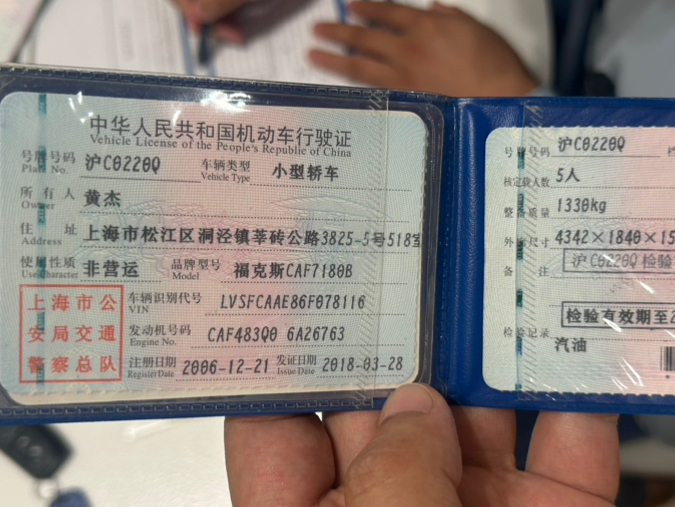 中华人民共和国机动车行驶证
Vehicle License of the People's Republic of China
号牌号码 沪C0220Q 车辆类型 小型轿车
Plate No. Vehicle Type
所有人 黄杰
Owner
住址 上海市松江区洞泾镇莘砖公路3825-5号518室
Address
使用性质 非营运 品牌型号 福克斯CAF7180B
Use Character Model
上海市公安局交通警察总队
车辆识别代号 LVSFCAAE86F078116
VIN
发动机号码 CAF483Q0 6A26763
Engine No.
注册日期 2006-12-21 发证日期 2018-03-28
Register Date Issue Date
号牌号码 沪C0220Q
核定载人数 5人
整备质量 1330kg
外廓尺寸 4342×1840×15
备注 沪C0220Q 检验
检验有效期至2
检验记录
汽油